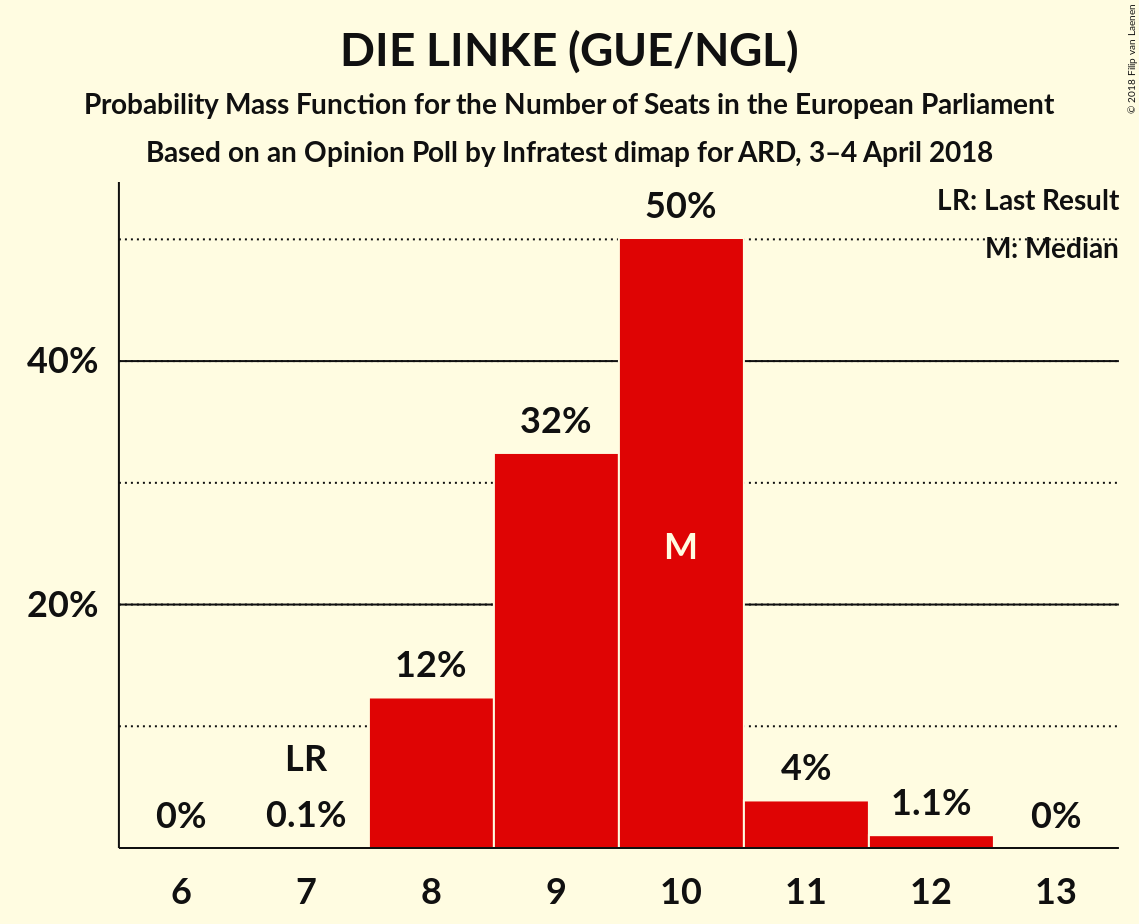 DIE LINKE (GUE/NGL)
Probability Mass Function for the Number of Seats in the European Parliament
Based on an Opinion Poll by Infratest dimap for ARD, 3–4 April 2018
© 2018 Filip van Laenen
LR: Last Result
M: Median
50%
40%
32%
M
20%
12%
LR
4%
1.1%
0%
0.1%
0%
6 7 8 9 10 11 12 13